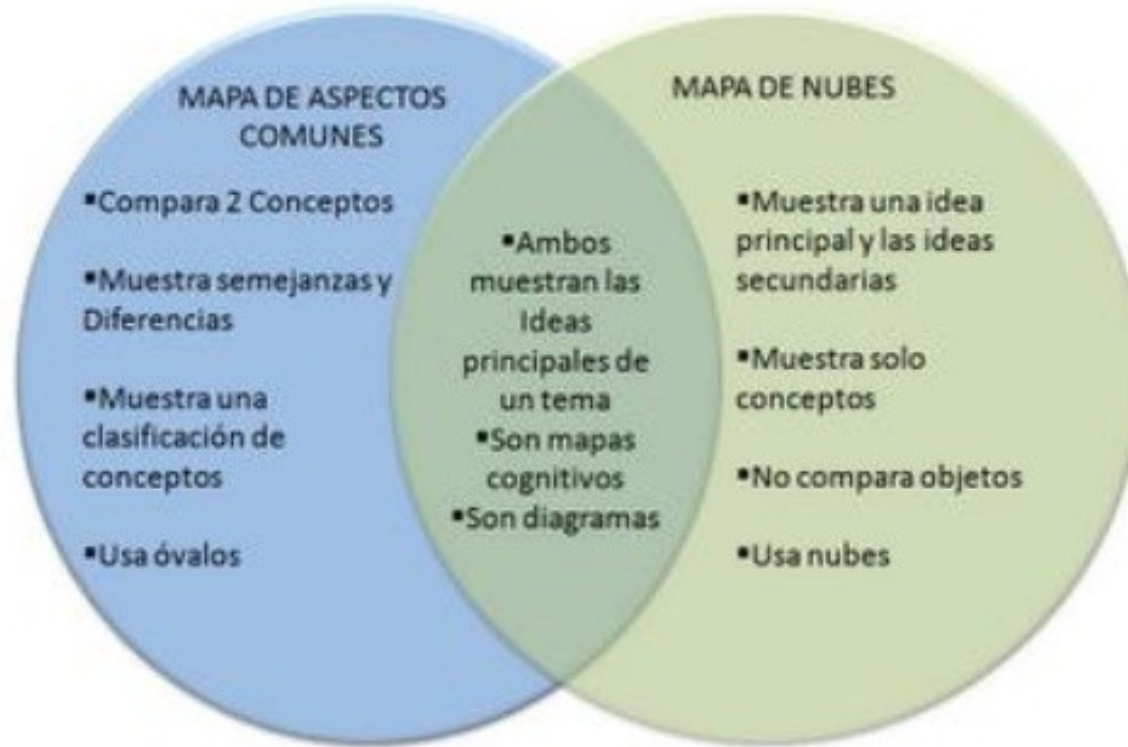 MAPA DE ASPECTOS
COMUNES
▪Compara 2 Conceptos
▪Muestra semejanzas y
Diferencias
▪Muestra una
clasificación de
conceptos
▪Usa óvalos
▪Ambos
muestran las
Ideas
principales de
un tema
▪Son mapas
cognitivos
▪Son diagramas
MAPA DE NUBES
▪Muestra una idea
principal y las ideas
secundarias
▪Muestra solo
conceptos
▪No compara objetos
▪Usa nubes